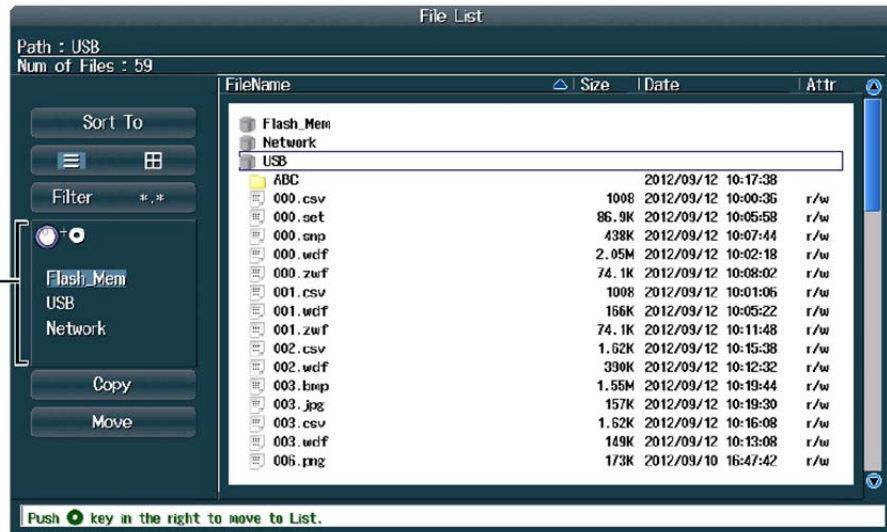 File List
Path : USB
Num of Files : 59
FileName Size Date Attr
Sort To
Filter *.*
Flash_Mem
USB
Network
Copy
Move
Flash_Mem
Network
USB
ABC 2012/09/12 10:17:38
000.csv 1008 2012/09/12 10:00:36 r/w
000.set 86.9K 2012/09/12 10:05:58 r/w
000.snp 438K 2012/09/12 10:07:44 r/w
000.wdf 2.05M 2012/09/12 10:02:18 r/w
000.zwf 74.1K 2012/09/12 10:08:02 r/w
001.csv 1008 2012/09/12 10:01:06 r/w
001.wdf 166K 2012/09/12 10:05:22 r/w
001.zwf 74.1K 2012/09/12 10:11:48 r/w
002.csv 1.62K 2012/09/12 10:15:38 r/w
002.wdf 390K 2012/09/12 10:12:32 r/w
003.bmp 1.55M 2012/09/12 10:19:44 r/w
003.jpg 157K 2012/09/12 10:19:30 r/w
003.csv 1.62K 2012/09/12 10:16:08 r/w
003.wdf 149K 2012/09/12 10:13:08 r/w
006.png 173K 2012/09/10 16:47:42 r/w
Push key in the right to move to List.